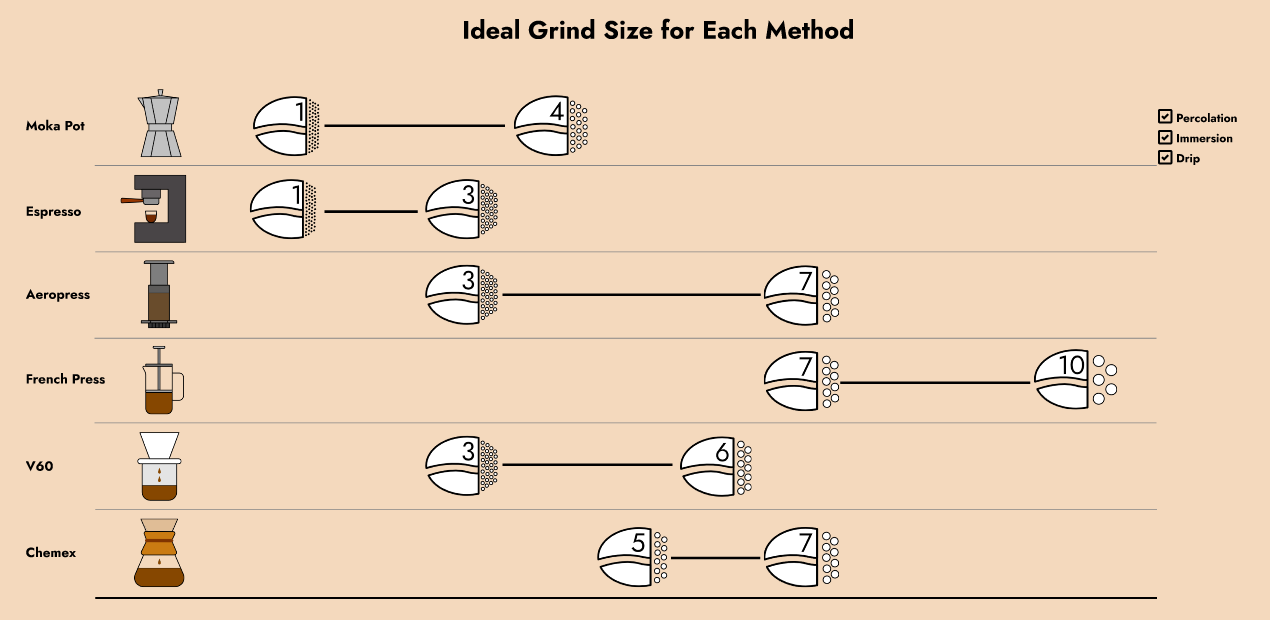 Ideal Grind Size for Each Method
Percolation
Immersion
Drip
Moka Pot 1 4
Espresso 1 3
Aeropress 3 7
French Press 7 10
V60 3 6
Chemex 5 7